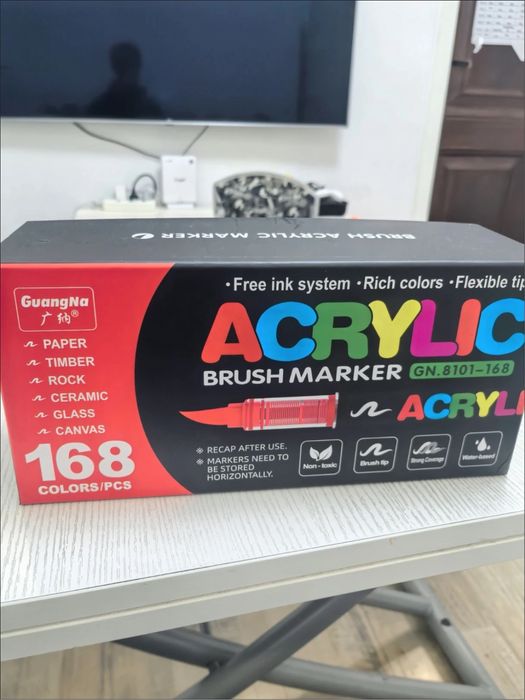 BRUSH ACRYLIC MARKER
GuangNa
广纳®
PAPER
TIMBER
ROCK
CERAMIC
GLASS
CANVAS
168
COLORS/PCS
·Free ink system ·Rich colors ·Flexible tip
ACRYLIC
BRUSH MARKER GN.8101-168
ACRYLI
※ RECAP AFTER USE.
※ MARKERS NEED TO
BE STORED
HORIZONTALLY.
Non-toxic
Brush tip
Strong Coverage
Water-based